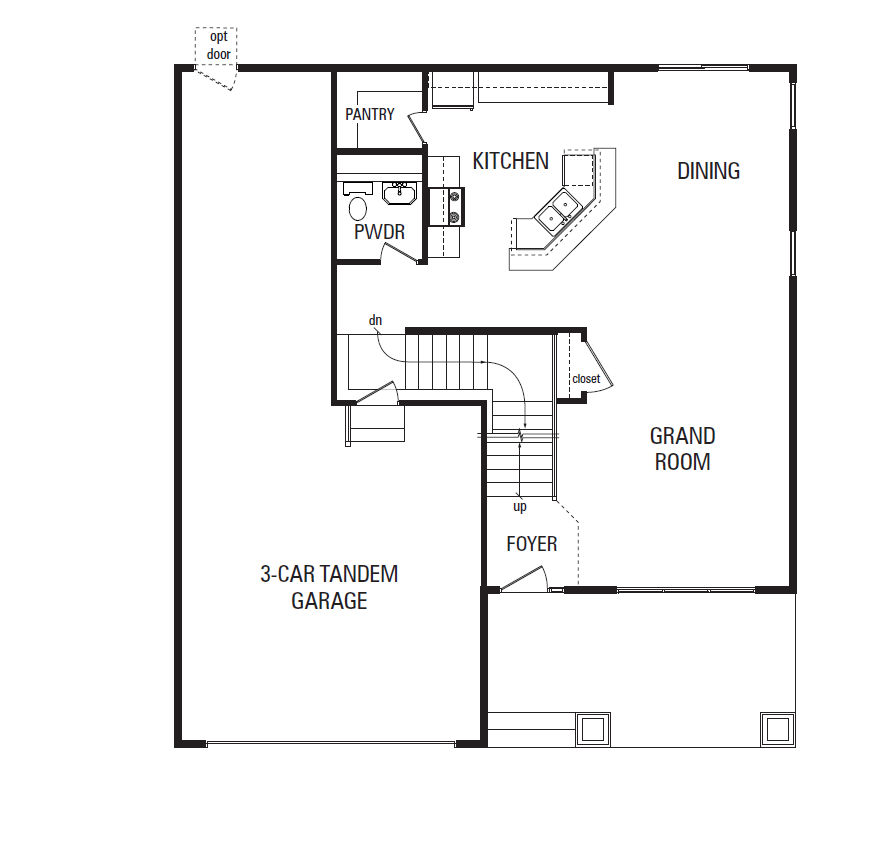 opt
door
PANTRY
KITCHEN
DINING
PWDR
dn
closet
GRAND
ROOM
up
FOYER
3-CAR TANDEM
GARAGE